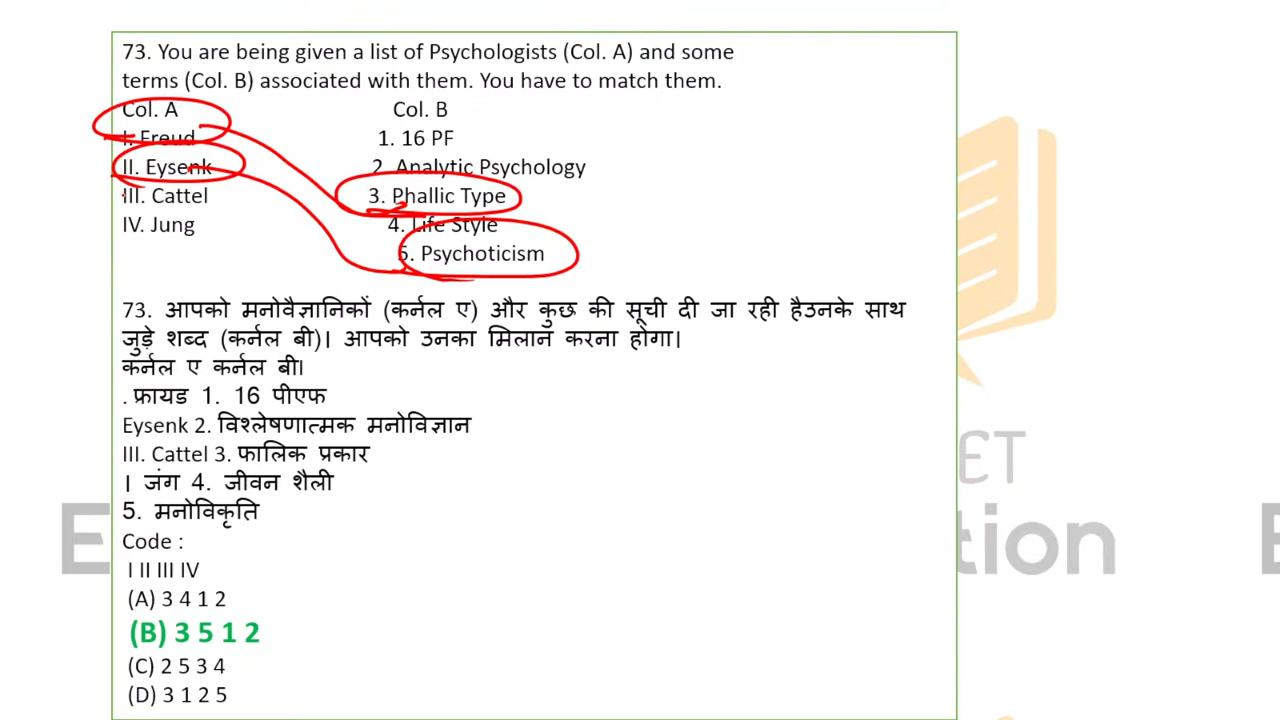 73. You are being given a list of Psychologists (Col. A) and some
terms (Col. B) associated with them. You have to match them.
Col. A Col. B
I. Freud 1. 16 PF
II. Eysenk 2. Analytic Psychology
III. Cattel 3. Phallic Type
IV. Jung 4. Life Style
5. Psychoticism
73. आपको मनोवैज्ञानिकों (कर्नल ए) और कुछ की सूची दी जा रही हैउनके साथ
जुड़े शब्द (कर्नल बी)। आपको उनका मिलान करना होगा।
कर्नल ए कर्नल बी।
. फ्रायड 1. 16 पीएफ
Eysenk 2. विश्लेषणात्मक मनोविज्ञान
III. Cattel 3. फालिक प्रकार
। जंग 4. जीवन शैली
5. मनोविकृति
Code :
I II III IV
(A) 3 4 1 2
(B) 3 5 1 2
(C) 2 5 3 4
(D) 3 1 2 5